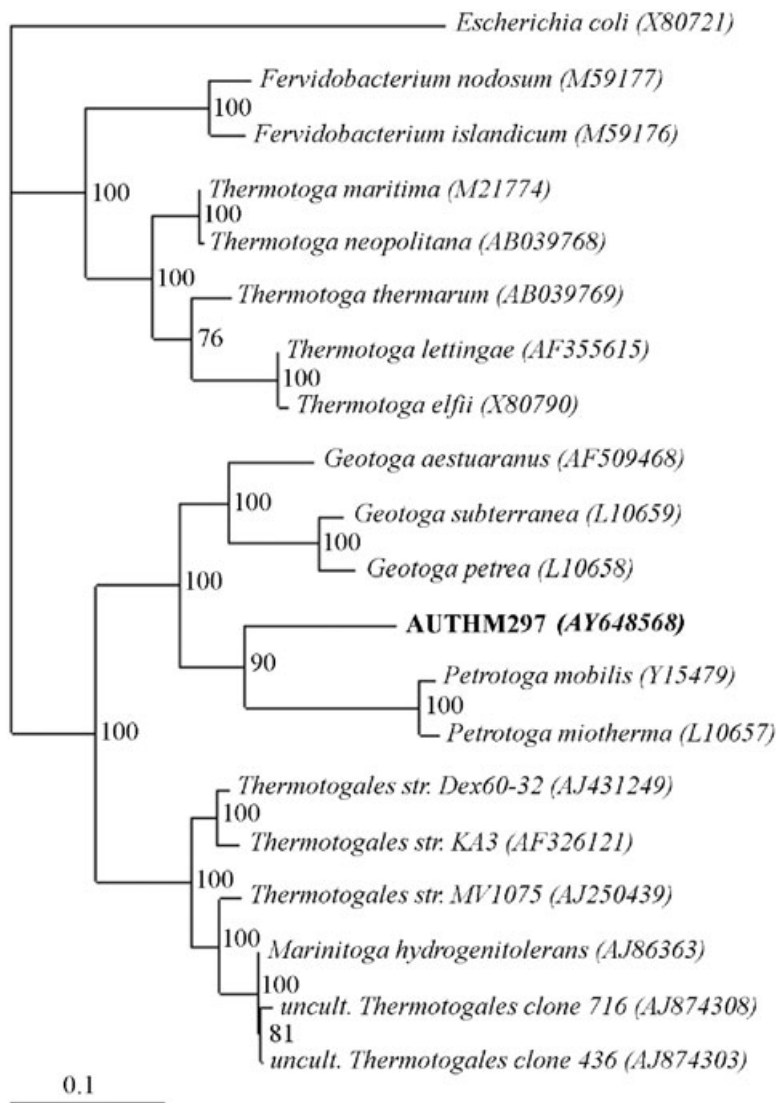 Escherichia coli (X80721)
Fervidobacterium nodosum (M59177)
100
Fervidobacterium islandicum (M59176)
100
Thermotoga maritima (M21774)
100
Thermotoga neopolitana (AB039768)
100
Thermotoga thermarum (AB039769)
76
Thermotoga lettingae (AF355615)
100
Thermotoga elfii (X80790)
Geotoga aestuaranus (AF509468)
100
Geotoga subterranea (L10659)
100
Geotoga petrea (L10658)
100
AUTHM297 (AY648568)
90
Petrotoga mobilis (Y15479)
100
Petrotoga miotherma (L10657)
100
Thermotogales str. Dex60-32 (AJ431249)
100
Thermotogales str. KA3 (AF326121)
100
Thermotogales str. MV1075 (AJ250439)
100
Marinitoga hydrogenitolerans (AJ86363)
100
uncult. Thermotogales clone 716 (AJ874308)
81
uncult. Thermotogales clone 436 (AJ874303)
0.1